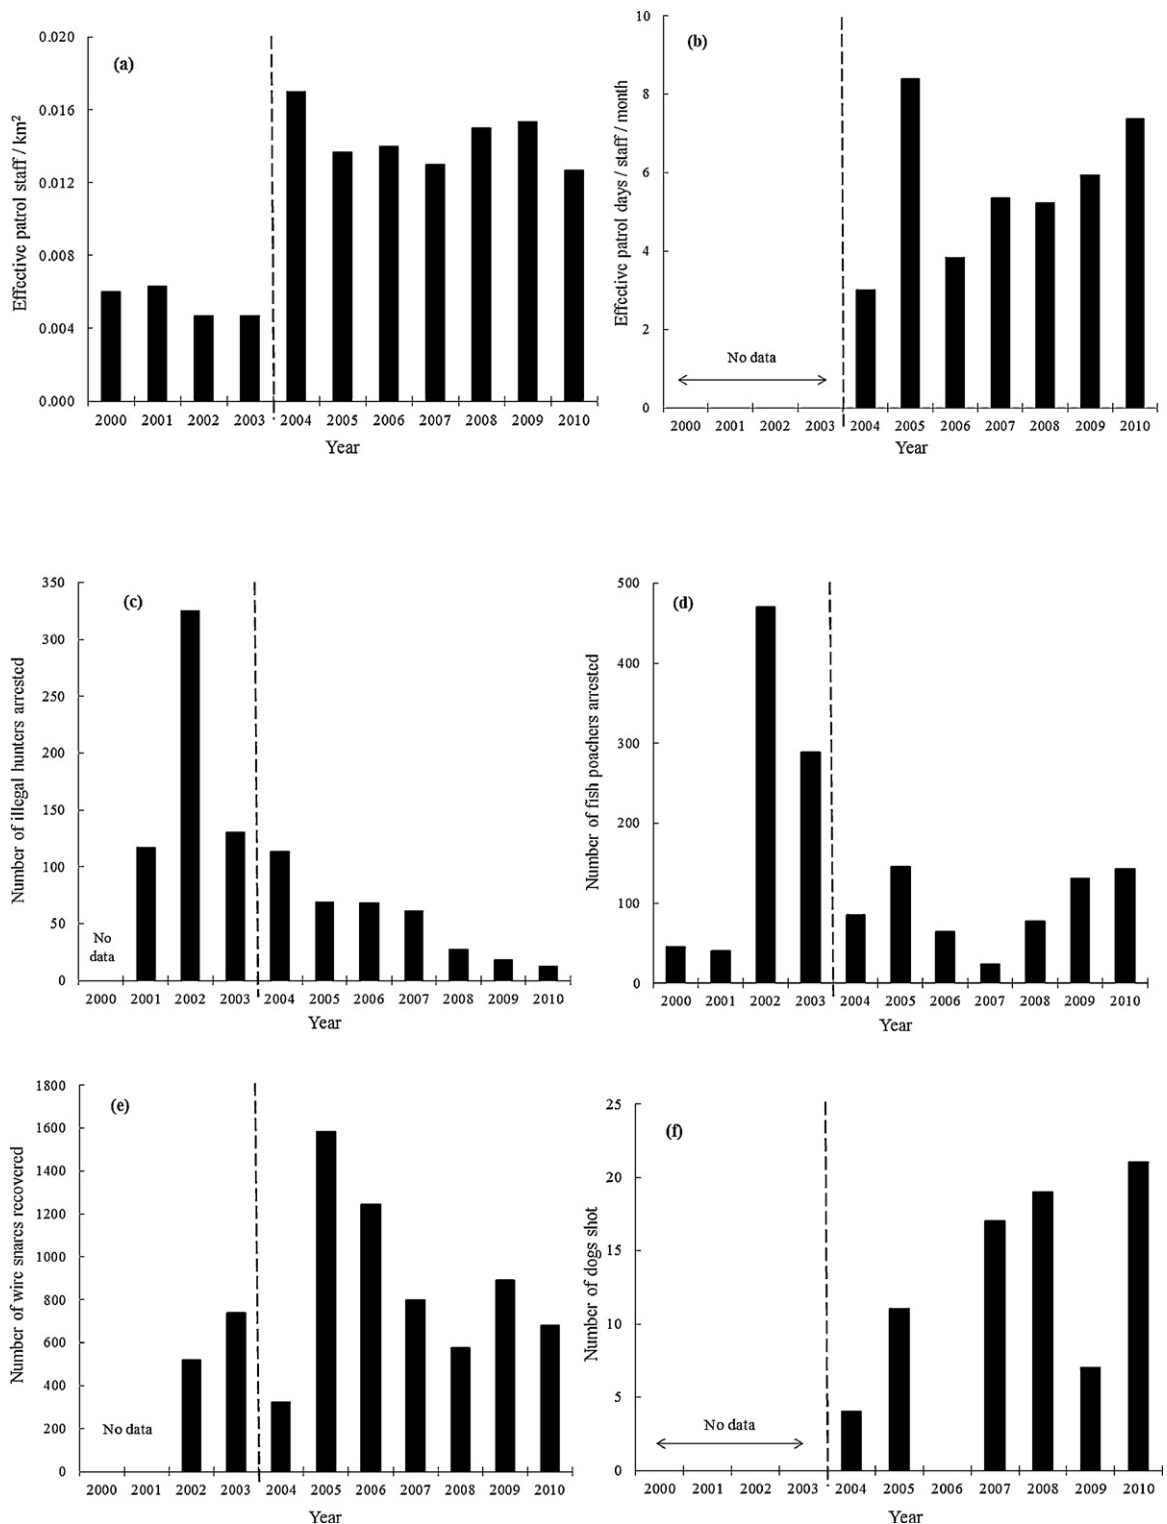 (a)
Effective patrol staff / km²
0.020
0.016
0.012
0.008
0.004
0.000
2000 2001 2002 2003 2004 2005 2006 2007 2008 2009 2010
Year
(b)
Effective patrol days / staff / month
10
8
6
4
2
0
No data
2000 2001 2002 2003 2004 2005 2006 2007 2008 2009 2010
Year
(c)
Number of illegal hunters arrested
350
300
250
200
150
100
50
0
No
data
2000 2001 2002 2003 2004 2005 2006 2007 2008 2009 2010
Year
(d)
Number of fish poachers arrested
500
400
300
200
100
0
2000 2001 2002 2003 2004 2005 2006 2007 2008 2009 2010
Year
(e)
Number of wire snares recovered
1800
1600
1400
1200
1000
800
600
400
200
0
No data
2000 2001 2002 2003 2004 2005 2006 2007 2008 2009 2010
Year
(f)
Number of dogs shot
25
20
15
10
5
0
No data
2000 2001 2002 2003 2004 2005 2006 2007 2008 2009 2010
Year